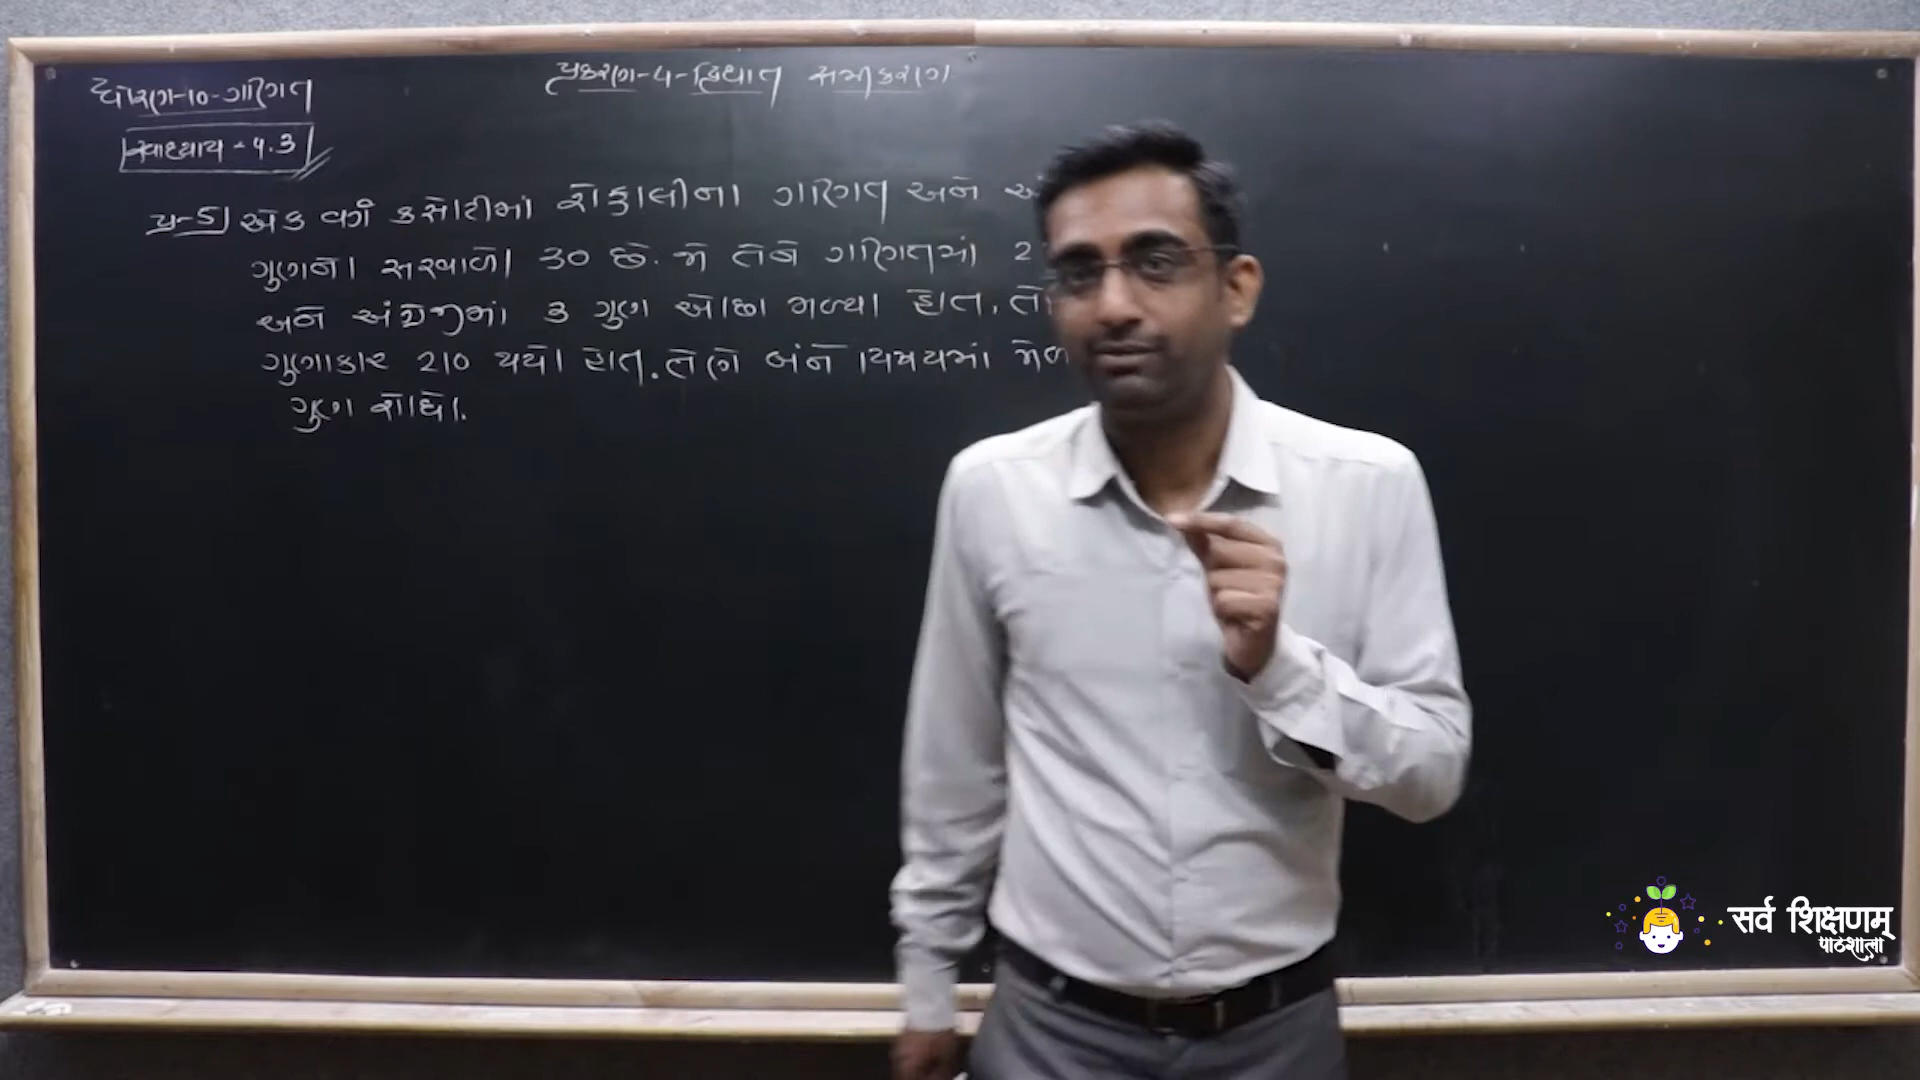 ધોરણ-10-ગણિત
પ્રકરણ-4-દ્વિઘાત સમીકરણ
સ્વાધ્યાય - 4.3
પ્ર-5) એક વર્ગ કસોટીમાં શેફાલીના ગણિત અને અં
ગુણનો સરવાળો 30 છે. જો તેને ગણિતમાં 2
અને અંગ્રેજીમાં 3 ગુણ ઓછા મળ્યા હોત, તો
ગુણાકાર 210 થયો હોત. તેણે બંને વિષયમાં મેળ
ગુણ શોધો.
सर्व शिक्षणम्
पाठशाला